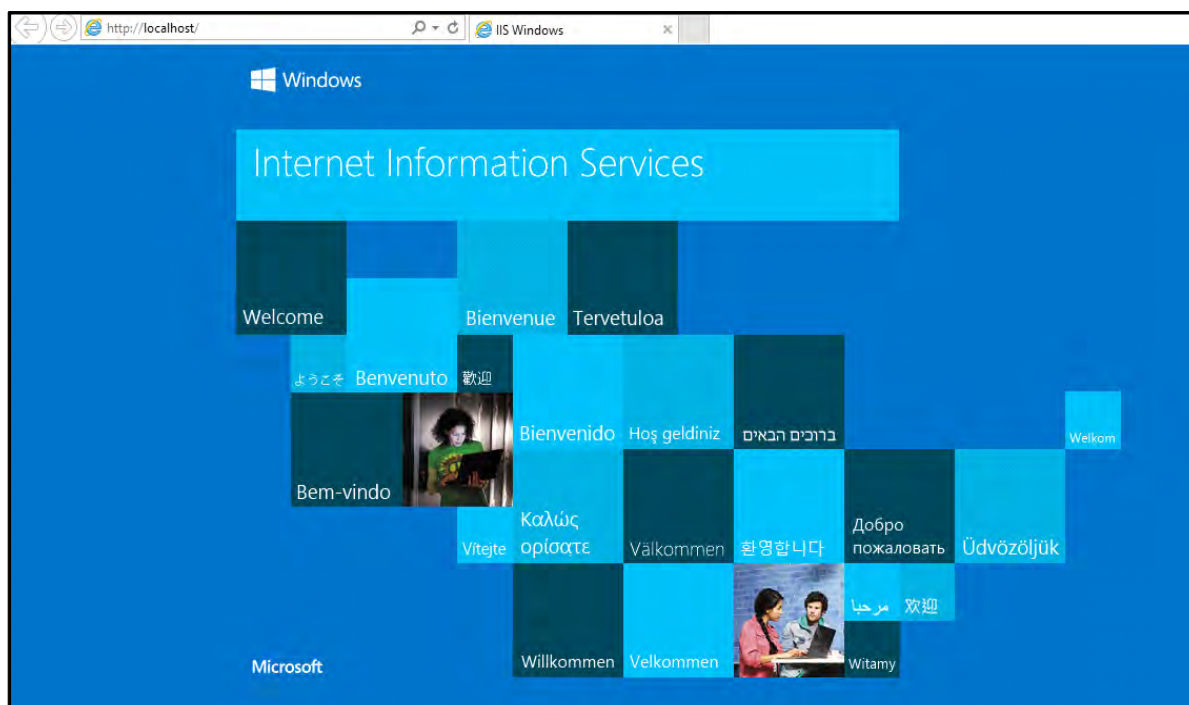 http://localhost/
IIS Windows
Windows
Internet Information Services
Welcome
Bienvenue
Tervetuloa
ようこそ
Benvenuto
歡迎
Bienvenido
Hoş geldiniz
ברוכים הבאים
Welkom
Bem-vindo
Vítejte
Καλώς
ορίσατε
Välkommen
환영합니다
Добро
пожаловать
Üdvözöljük
مرحبا
欢迎
Willkommen
Velkommen
Witamy
Microsoft